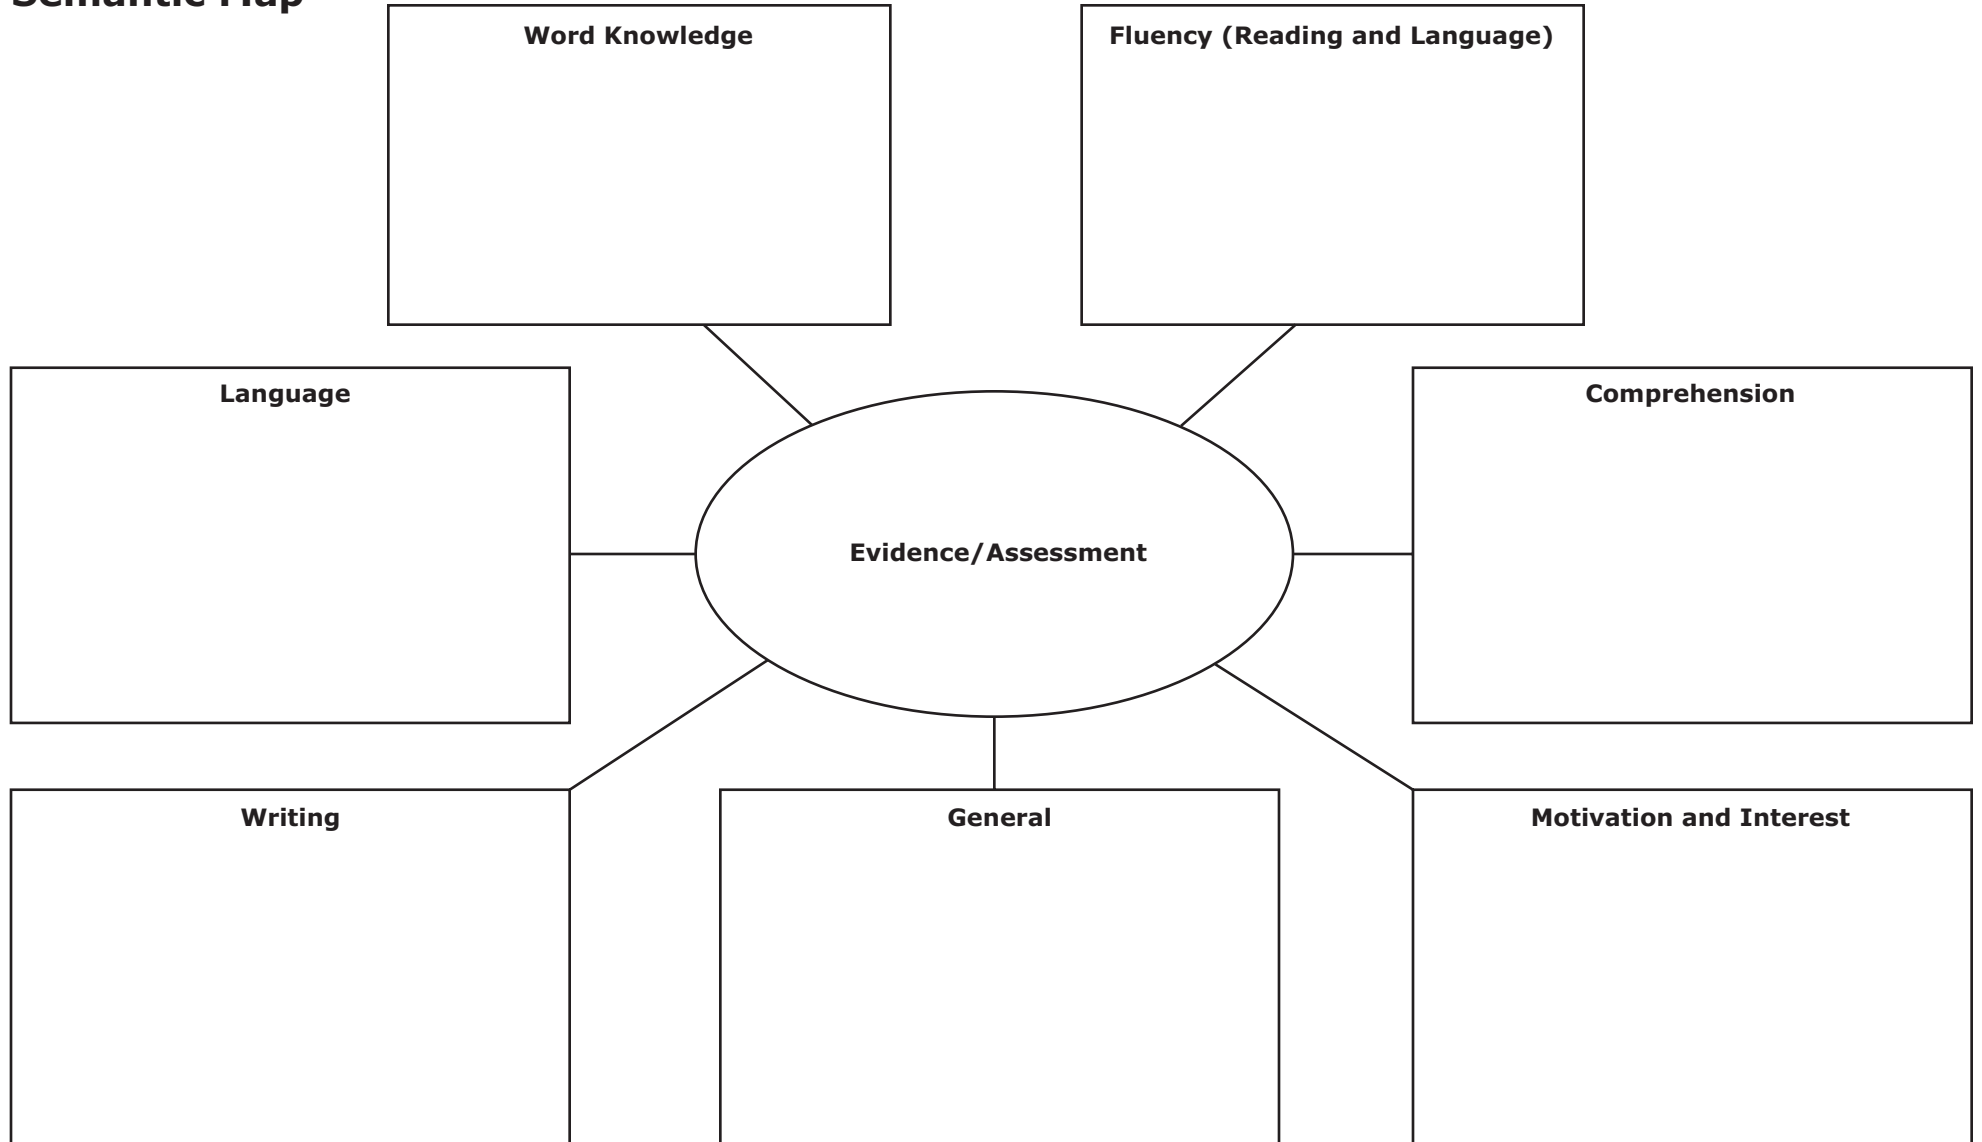 Semantic Map
Word Knowledge
Fluency (Reading and Language)
Language
Comprehension
Evidence/Assessment
Writing
General
Motivation and Interest